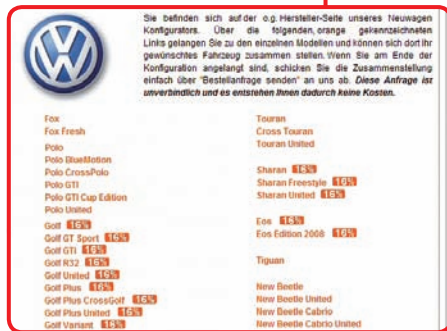 Sie befinden sich auf der o.g. Hersteller-Seite unseres Neuwagen
Konfigurators. Über die folgenden, orange gekennzeichneten
Links gelangen Sie zu den einzelnen Modellen und können sich dort ihr
gewünschtes Fahrzeug zusammen stellen. Wenn Sie am Ende der
Konfiguration angelangt sind, schicken Sie die Zusammenstellung
einfach über "Bestellanfrage senden" an uns ab. Diese Anfrage ist
unverbindlich und es entstehen Ihnen dadurch keine Kosten.
Fox
Fox Fresh
Polo
Polo BlueMotion
Polo CrossPolo
Polo GTI
Polo GTI Cup Edition
Polo United
Golf 16%
Golf GT Sport 16%
Golf GTI 16%
Golf R32 16%
Golf United 16%
Golf Plus 16%
Golf Plus CrossGolf 16%
Golf Plus United 16%
Golf Variant 16%
Touran
Cross Touran
Touran United
Sharan 16%
Sharan Freestyle 16%
Sharan United 16%
Eos 16%
Eos Edition 2008 16%
Tiguan
New Beetle
New Beetle United
New Beetle Cabrio
New Beetle Cabrio United